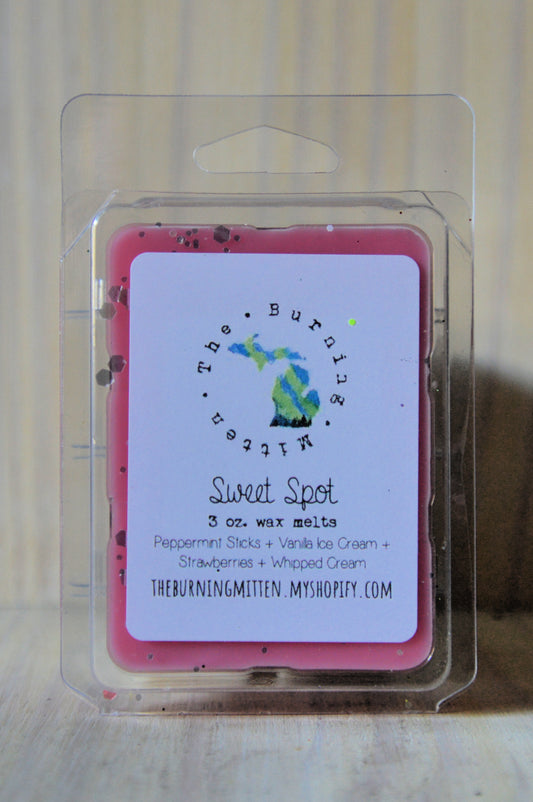 The • Burning • Mitten •
Sweet Spot
3 oz. wax melts
Peppermint Sticks + Vanilla Ice Cream +
Strawberries + Whipped Cream
THEBURNINGMITTEN.MYSHOPIFY.COM